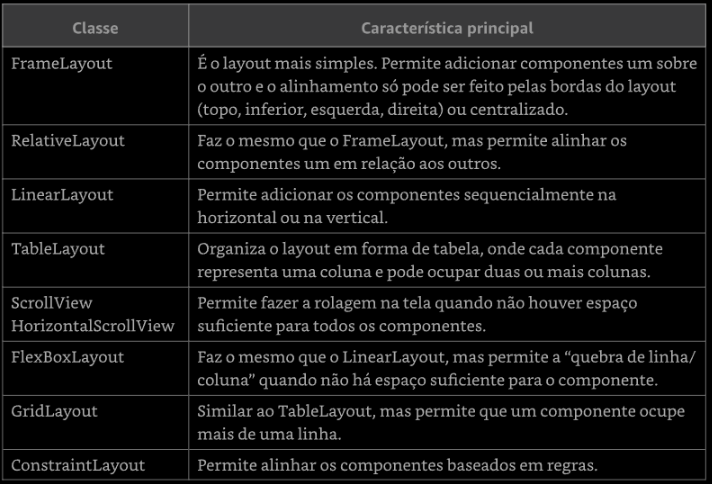 Classe Característica principal
FrameLayout É o layout mais simples. Permite adicionar componentes um sobre
o outro e o alinhamento só pode ser feito pelas bordas do layout
(topo, inferior, esquerda, direita) ou centralizado.
RelativeLayout Faz o mesmo que o FrameLayout, mas permite alinhar os
componentes um em relação aos outros.
LinearLayout Permite adicionar os componentes sequencialmente na
horizontal ou na vertical.
TableLayout Organiza o layout em forma de tabela, onde cada componente
representa uma coluna e pode ocupar duas ou mais colunas.
ScrollView Permite fazer a rolagem na tela quando não houver espaço
HorizontalScrollView suficiente para todos os componentes.
FlexBoxLayout Faz o mesmo que o LinearLayout, mas permite a “quebra de linha/
coluna” quando não há espaço suficiente para o componente.
GridLayout Similar ao TableLayout, mas permite que um componente ocupe
mais de uma linha.
ConstraintLayout Permite alinhar os componentes baseados em regras.